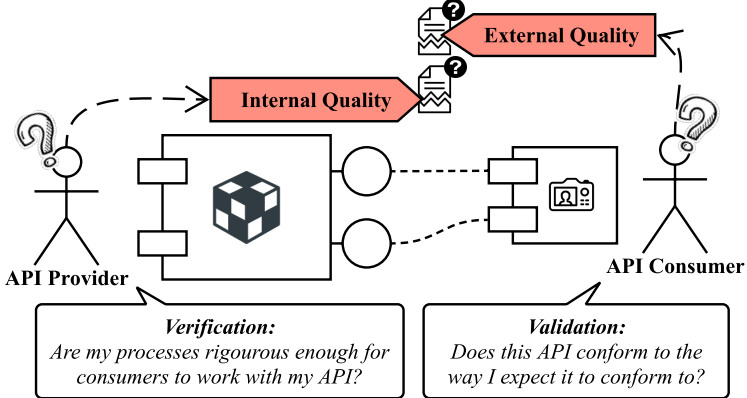 External Quality
?
Internal Quality
?
?
?
API Provider
API Consumer
Verification:
Are my processes rigourous enough for
consumers to work with my API?
Validation:
Does this API conform to the
way I expect it to conform to?